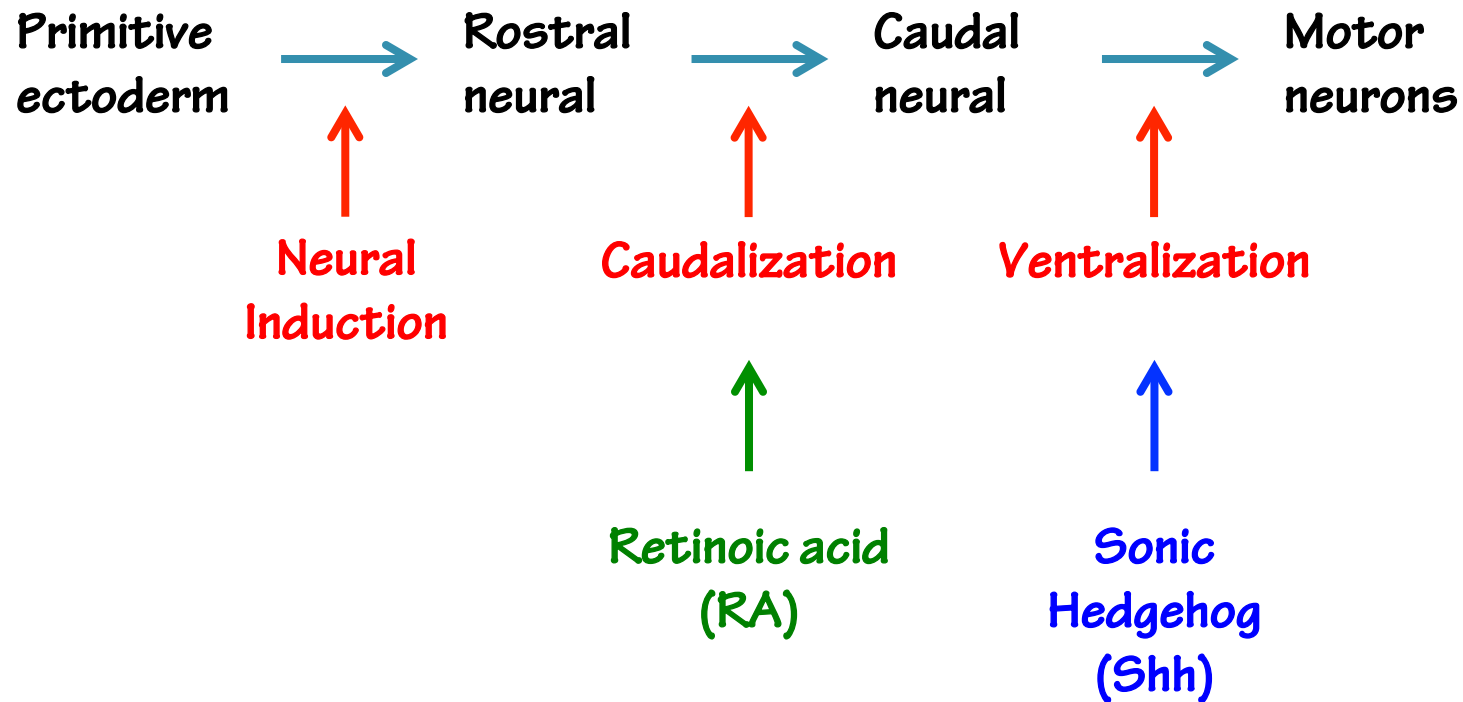 Primitive
ectoderm
Rostral
neural
Caudal
neural
Motor
neurons
Neural
Induction
Caudalization
Ventralization
Retinoic acid
(RA)
Sonic
Hedgehog
(Shh)